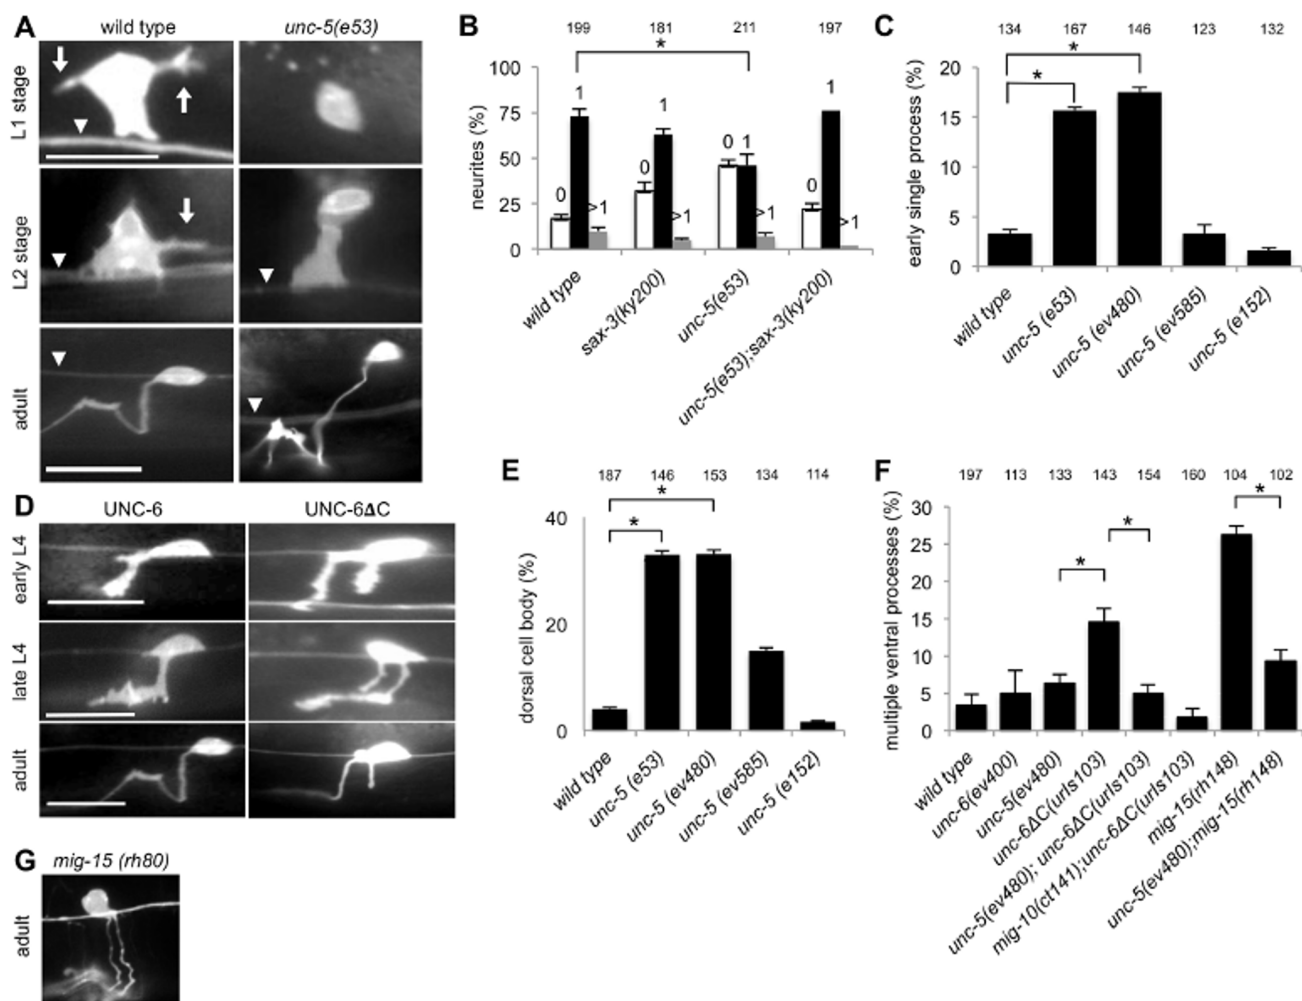 A
wild type
unc-5(e53)
L1 stage
L2 stage
adult
B
199
181
211
197
*
neurites (%)
100
75
50
25
0
0
1
>1
0
1
>1
0
1
>1
0
1
>1
wild type
sax-3(ky200)
unc-5(e53)
unc-5(e53);sax-3(ky200)
C
134
167
146
123
132
*
*
early single process (%)
20
15
10
5
0
wild type
unc-5 (e53)
unc-5 (ev480)
unc-5 (ev585)
unc-5 (e152)
D
UNC-6
UNC-6ΔC
early L4
late L4
adult
E
187
146
153
134
114
*
*
dorsal cell body (%)
40
20
0
wild type
unc-5 (e53)
unc-5 (ev480)
unc-5 (ev585)
unc-5 (e152)
F
197
113
133
143
154
160
104
102
*
*
*
multiple ventral processes (%)
30
25
20
15
10
5
0
wild type
unc-6(ev400)
unc-5(ev480)
unc-6ΔC(urIs103)
unc-5(ev480); unc-6ΔC(urIs103)
mig-10(ct141);unc-6ΔC(urIs103)
mig-15(rh148)
unc-5(ev480);mig-15(rh148)
G
mig-15 (rh80)
adult